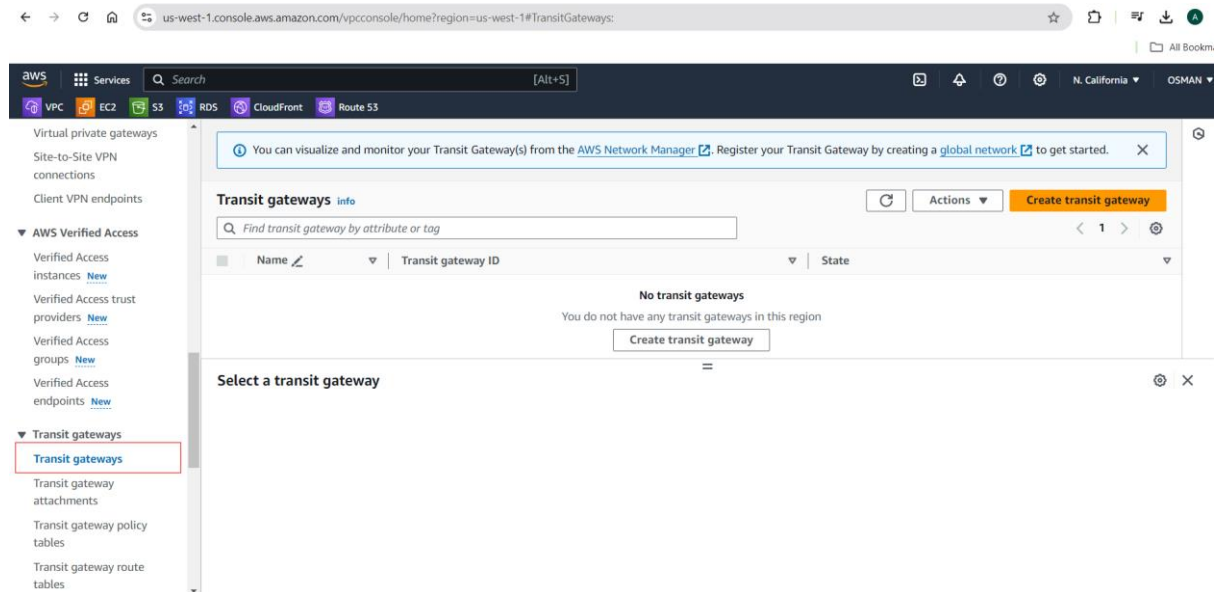 us-west-1.console.aws.amazon.com/vpcconsole/home?region=us-west-1#TransitGateways:
A
All Bookma
aws Services Search [Alt+S] N. California OSMAN
VPC EC2 S3 RDS CloudFront Route 53
Virtual private gateways
Site-to-Site VPN
connections
Client VPN endpoints
AWS Verified Access
Verified Access
instances New
Verified Access trust
providers New
Verified Access
groups New
Verified Access
endpoints New
Transit gateways
Transit gateways
Transit gateway
attachments
Transit gateway policy
tables
Transit gateway route
tables
You can visualize and monitor your Transit Gateway(s) from the AWS Network Manager. Register your Transit Gateway by creating a global network to get started.
Transit gateways info
Actions
Create transit gateway
Find transit gateway by attribute or tag
1
Name Transit gateway ID State
No transit gateways
You do not have any transit gateways in this region
Create transit gateway
Select a transit gateway